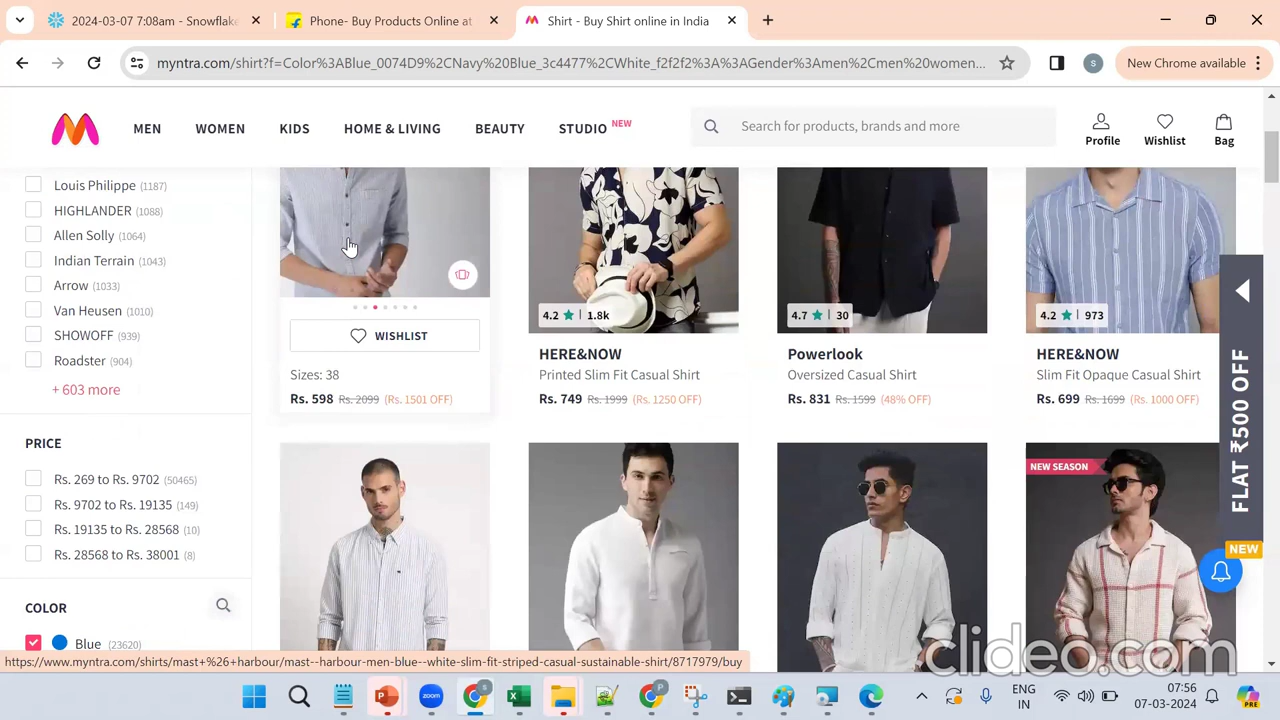 2024-03-07 7:08am - Snowflake
Phone- Buy Products Online at
Shirt - Buy Shirt online in India
myntra.com/shirt?f=Color%3ABlue_0074D9%2CNavy%20Blue_3c4477%2CWhite_f2f2f2%3A%3AGender%3Amen%2Cmen%20women...
S
New Chrome available
MEN
WOMEN
KIDS
HOME & LIVING
BEAUTY
STUDIO NEW
Search for products, brands and more
Profile
Wishlist
Bag
Louis Philippe (1187)
HIGHLANDER (1088)
Allen Solly (1064)
Indian Terrain (1043)
Arrow (1033)
Van Heusen (1010)
SHOWOFF (939)
Roadster (904)
+ 603 more
PRICE
Rs. 269 to Rs. 9702 (50465)
Rs. 9702 to Rs. 19135 (149)
Rs. 19135 to Rs. 28568 (10)
Rs. 28568 to Rs. 38001 (8)
COLOR
Blue (23620)
WISHLIST
Sizes: 38
Rs. 598 Rs. 2099 (Rs. 1501 OFF)
4.2 | 1.8k
HERE&NOW
Printed Slim Fit Casual Shirt
Rs. 749 Rs. 1999 (Rs. 1250 OFF)
4.7 | 30
Powerlook
Oversized Casual Shirt
Rs. 831 Rs. 1599 (48% OFF)
4.2 | 973
HERE&NOW
Slim Fit Opaque Casual Shirt
Rs. 699 Rs. 1699 (Rs. 1000 OFF)
NEW SEASON
FLAT ₹500 OFF
NEW
clideo.com
https://www.myntra.com/shirts/mast+%26+harbour/mast--harbour-men-blue--white-slim-fit-striped-casual-sustainable-shirt/8717979/buy
zoom
ENG
IN
07:56
07-03-2024
PRE